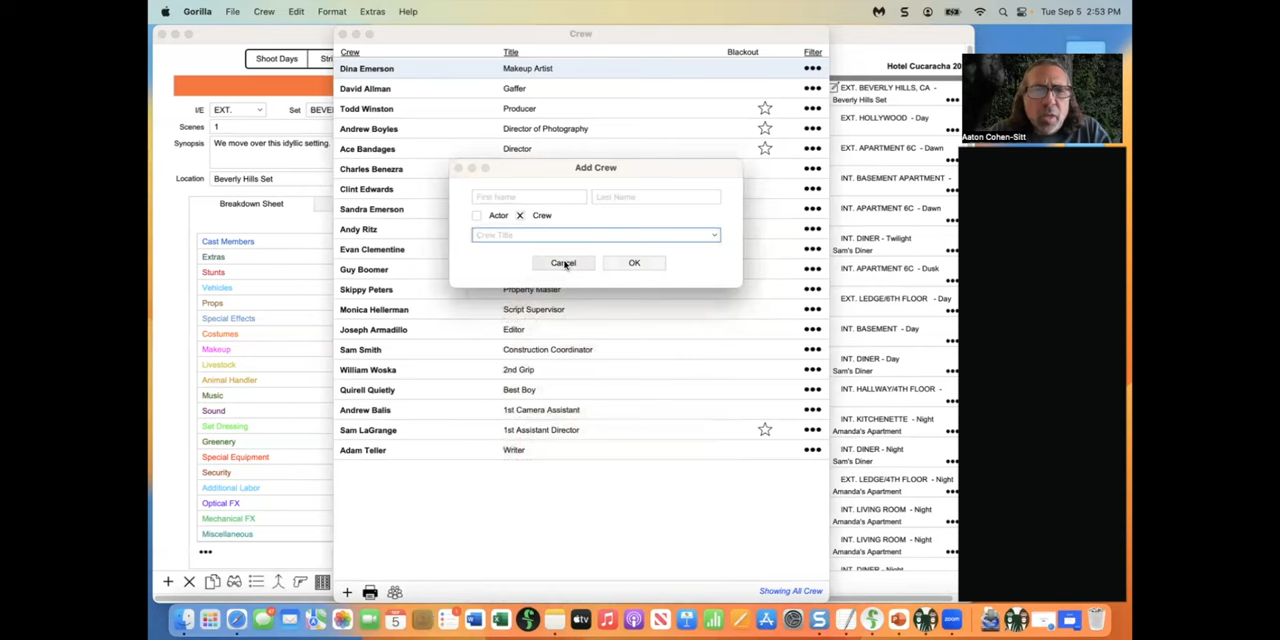 Gorilla File Crew Edit Format Extras Help Tue Sep 5 2:53 PM
Shoot Days
I/E EXT. Set
Scenes 1
Synopsis We move over this idyllic setting.
Location Beverly Hills Set
Breakdown Sheet
Cast Members
Extras
Stunts
Vehicles
Props
Special Effects
Costumes
Makeup
Livestock
Animal Handler
Music
Sound
Set Dressing
Greenery
Special Equipment
Security
Additional Labor
Optical FX
Mechanical FX
Miscellaneous
Crew
Crew Title Blackout Filter
Dina Emerson Makeup Artist
David Allman Gaffer
Todd Winston Producer
Andrew Boyles Director of Photography
Ace Bandages Director
Charles Benezra
Clint Edwards
Sandra Emerson
Andy Ritz
Evan Clementine
Guy Boomer
Skippy Peters Property Master
Monica Hellerman Script Supervisor
Joseph Armadillo Editor
Sam Smith Construction Coordinator
William Woska 2nd Grip
Quirell Quietly Best Boy
Andrew Balis 1st Camera Assistant
Sam LaGrange 1st Assistant Director
Adam Teller Writer
Showing All Crew
Add Crew
First Name Last Name
Actor Crew
Crew Title
Cancel OK
Hotel Cucaracha 20
EXT. BEVERLY HILLS, CA -
Beverly Hills Set
EXT. HOLLYWOOD - Day
EXT. APARTMENT 6C - Dawn
INT. BASEMENT APARTMENT -
INT. APARTMENT 6C - Dawn
INT. DINER - Twilight
Sam's Diner
INT. APARTMENT 6C - Dusk
EXT. LEDGE/6TH FLOOR - Day
INT. BASEMENT - Day
INT. DINER - Day
Sam's Diner
INT. HALLWAY/4TH FLOOR -
INT. KITCHENETTE - Night
Amanda's Apartment
INT. DINER - Night
Sam's Diner
EXT. LEDGE/4TH FLOOR - Night
Amanda's Apartment
INT. LIVING ROOM - Night
Amanda's Apartment
INT. LIVING ROOM - Night
Amanda's Apartment
INT. DINER - Night
Aaton Cohen-Sitt